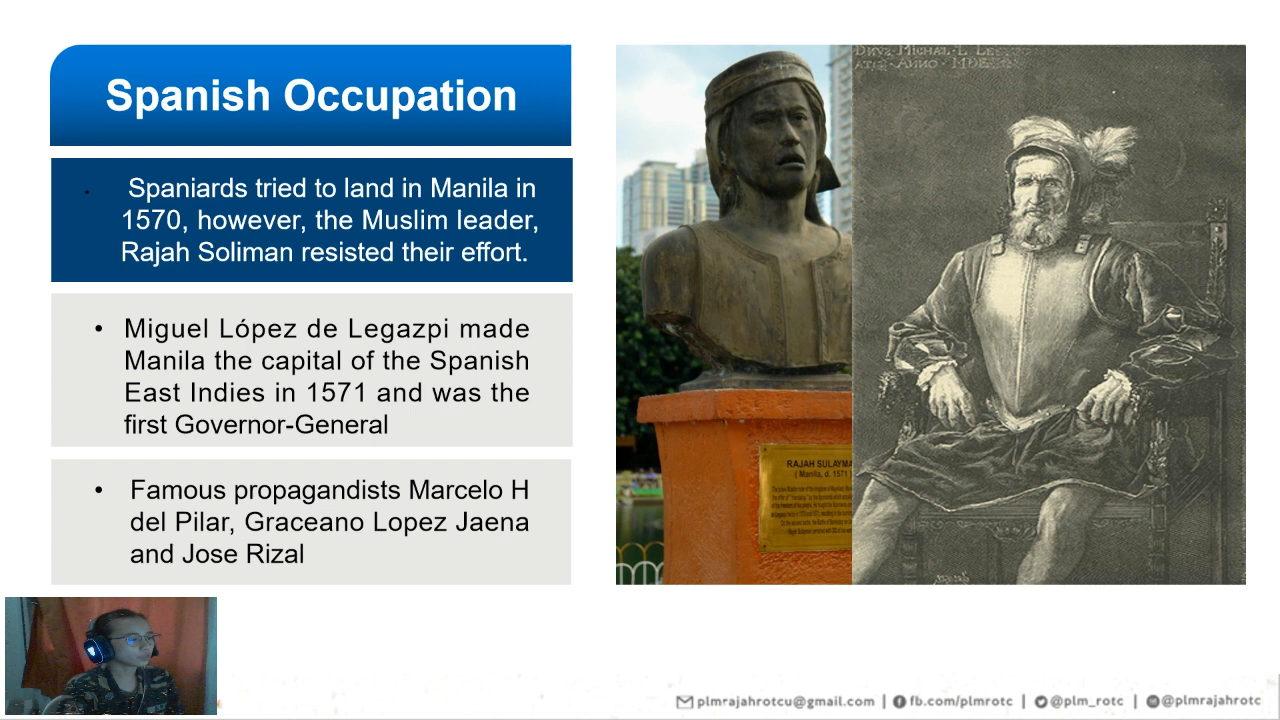 Spanish Occupation
Spaniards tried to land in Manila in
1570, however, the Muslim leader,
Rajah Soliman resisted their effort.
• Miguel López de Legazpi made
Manila the capital of the Spanish
East Indies in 1571 and was the
first Governor-General
• Famous propagandists Marcelo H
del Pilar, Graceano Lopez Jaena
and Jose Rizal
RAJAH SULAYMA
( Manila, d. 1571 )
plmrajahrotcu@gmail.com | fb.com/plmrotc | @plm_rotc | @plmrajahrotc